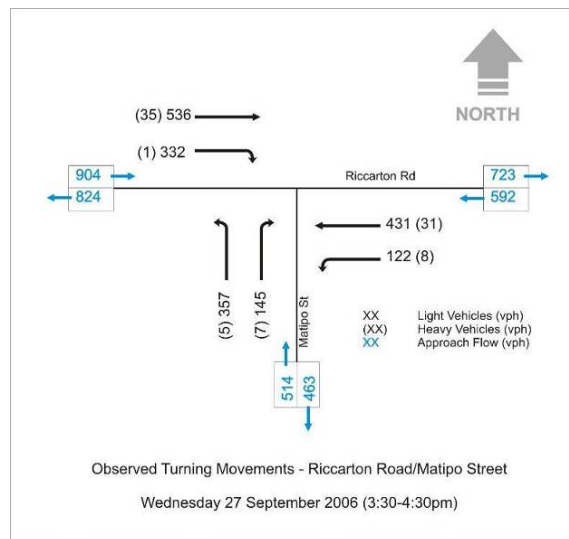 NORTH
(35) 536
(1) 332
904
824
Riccarton Rd
723
592
431 (31)
122 (8)
(5) 357
(7) 145
Matipo St
XX Light Vehicles (vph)
(XX) Heavy Vehicles (vph)
XX Approach Flow (vph)
514
463
Observed Turning Movements - Riccarton Road/Matipo Street
Wednesday 27 September 2006 (3:30-4:30pm)